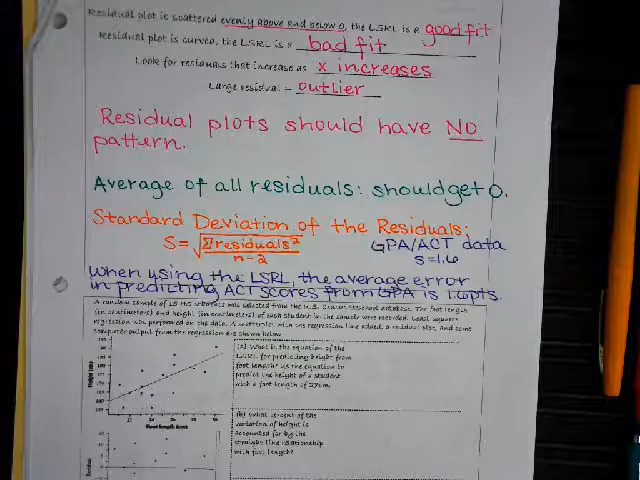 Residual plot is scattered evenly above and below 0, the LSRL is a good fit
Residual plot is curved, the LSRL is a bad fit
Look for residuals that increase as x increases
Large residual = outlier
Residual plots should have NO
pattern.
Average of all residuals: should get 0.
Standard Deviation of the Residuals:
S = √ Σresiduals² / n-2
GPA/ACT data
S=1.6
When using the LSRL, the average error
in predicting ACT scores from GPA is 1.6pts.
A random sample of 15 HS students was selected from the U.S. CensusAtSchool database. The foot length
(in centimeters) and height (in centimeters) of each student in the sample were recorded. Least squares
regression was performed on the data. A scatterplot with the regression line added, a residual plot, and some
computer output from the regression are shown below.
(a) What is the equation of the
LSRL for predicting height from
foot length? Us the equation to
predict the height of a student
with a foot length of 27cm.
(b) What percent of the
variation of height is
accounted for by the
straight line relationship
with foot length?
Height (cm)
Foot length (cm)
Residual